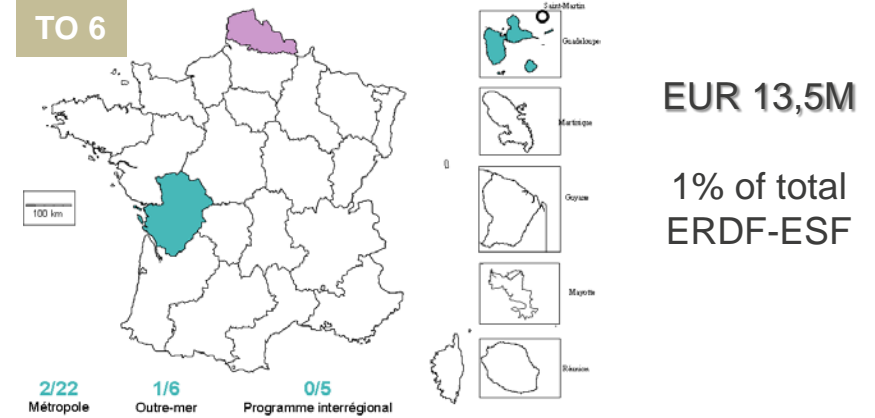 TO 6
Saint-Martin
Guadeloupe
EUR 13,5M
Martinique
1% of total
ERDF-ESF
Guyane
100 km
Mayotte
Réunion
2/22
Métropole
1/6
Outre-mer
0/5
Programme interrégional